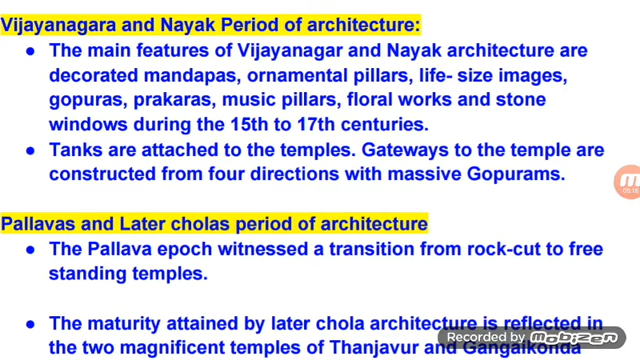 Vijayanagara and Nayak Period of architecture:
● The main features of Vijayanagar and Nayak architecture are
decorated mandapas, ornamental pillars, life- size images,
gopuras, prakaras, music pillars, floral works and stone
windows during the 15th to 17th centuries.
● Tanks are attached to the temples. Gateways to the temple are
constructed from four directions with massive Gopurams.
Pallavas and Later cholas period of architecture
● The Pallava epoch witnessed a transition from rock-cut to free
standing temples.
● The maturity attained by later chola architecture is reflected in
the two magnificent temples of Thanjavur and Gangaikonda
Recorded by mobizen